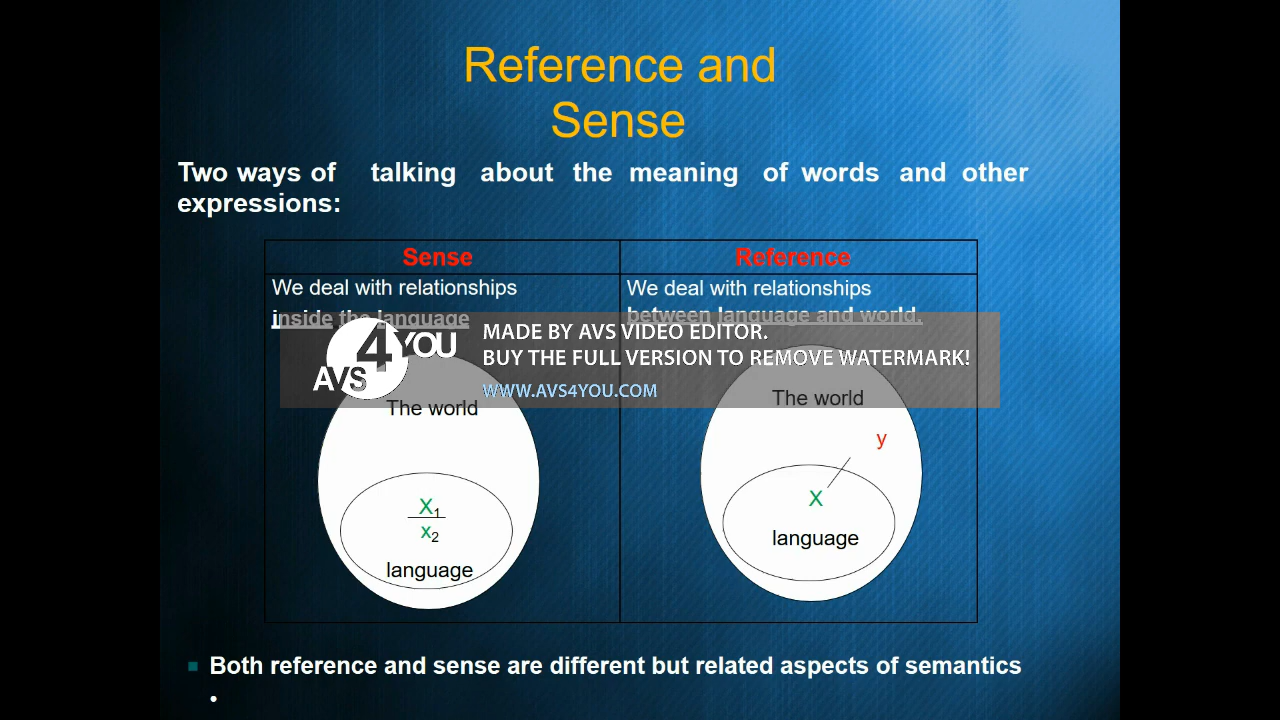 Reference and
Sense
Two ways of talking about the meaning of words and other
expressions:
Sense
Reference
We deal with relationships
inside the language
We deal with relationships
between language and world.
AVS4YOU
MADE BY AVS VIDEO EDITOR.
BUY THE FULL VERSION TO REMOVE WATERMARK!
WWW.AVS4YOU.COM
The world
X1
x2
language
The world
y
X
language
Both reference and sense are different but related aspects of semantics